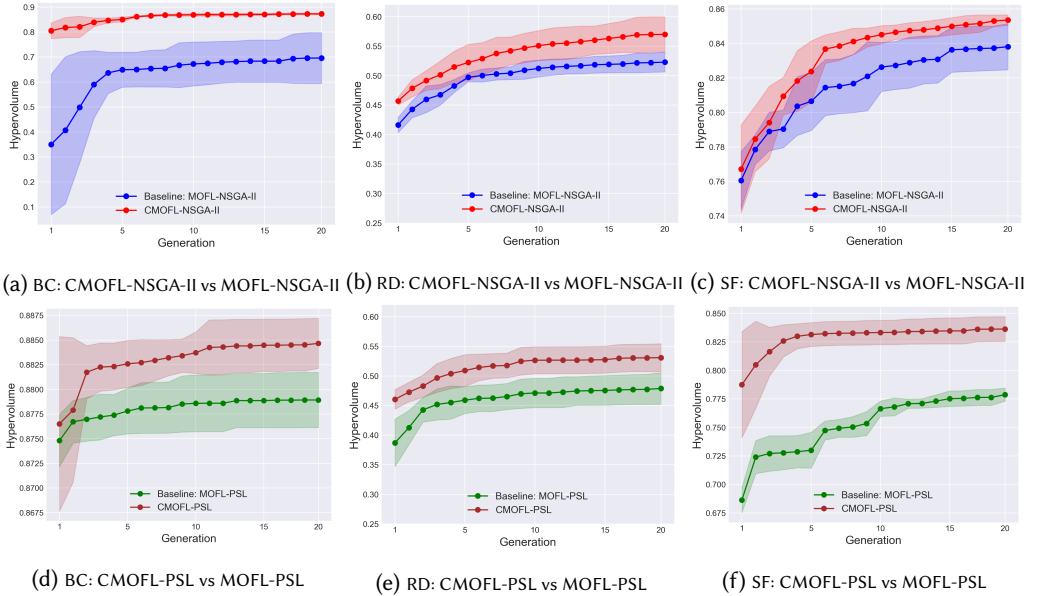 0.9
0.8
0.7
0.6
0.5
0.4
0.3
0.2
0.1
Hypervolume
Baseline: MOFL-NSGA-II
CMOFL-NSGA-II
1 5 10 15 20
Generation
0.60
0.55
0.50
0.45
0.40
0.35
0.30
0.25
Hypervolume
Baseline: MOFL-NSGA-II
CMOFL-NSGA-II
1 5 10 15 20
Generation
0.86
0.84
0.82
0.80
0.78
0.76
0.74
Hypervolume
Baseline: MOFL-NSGA-II
CMOFL-NSGA-II
1 5 10 15 20
Generation
(a) BC: CMOFL-NSGA-II vs MOFL-NSGA-II
(b) RD: CMOFL-NSGA-II vs MOFL-NSGA-II
(c) SF: CMOFL-NSGA-II vs MOFL-NSGA-II
0.8875
0.8850
0.8825
0.8800
0.8775
0.8750
0.8725
0.8700
0.8675
Hypervolume
Baseline: MOFL-PSL
CMOFL-PSL
1 5 10 15 20
Generation
0.60
0.55
0.50
0.45
0.40
0.35
0.30
0.25
Hypervolume
Baseline: MOFL-PSL
CMOFL-PSL
1 5 10 15 20
Generation
0.850
0.825
0.800
0.775
0.750
0.725
0.700
0.675
Hypervolume
Baseline: MOFL-PSL
CMOFL-PSL
1 5 10 15 20
Generation
(d) BC: CMOFL-PSL vs MOFL-PSL
(e) RD: CMOFL-PSL vs MOFL-PSL
(f) SF: CMOFL-PSL vs MOFL-PSL